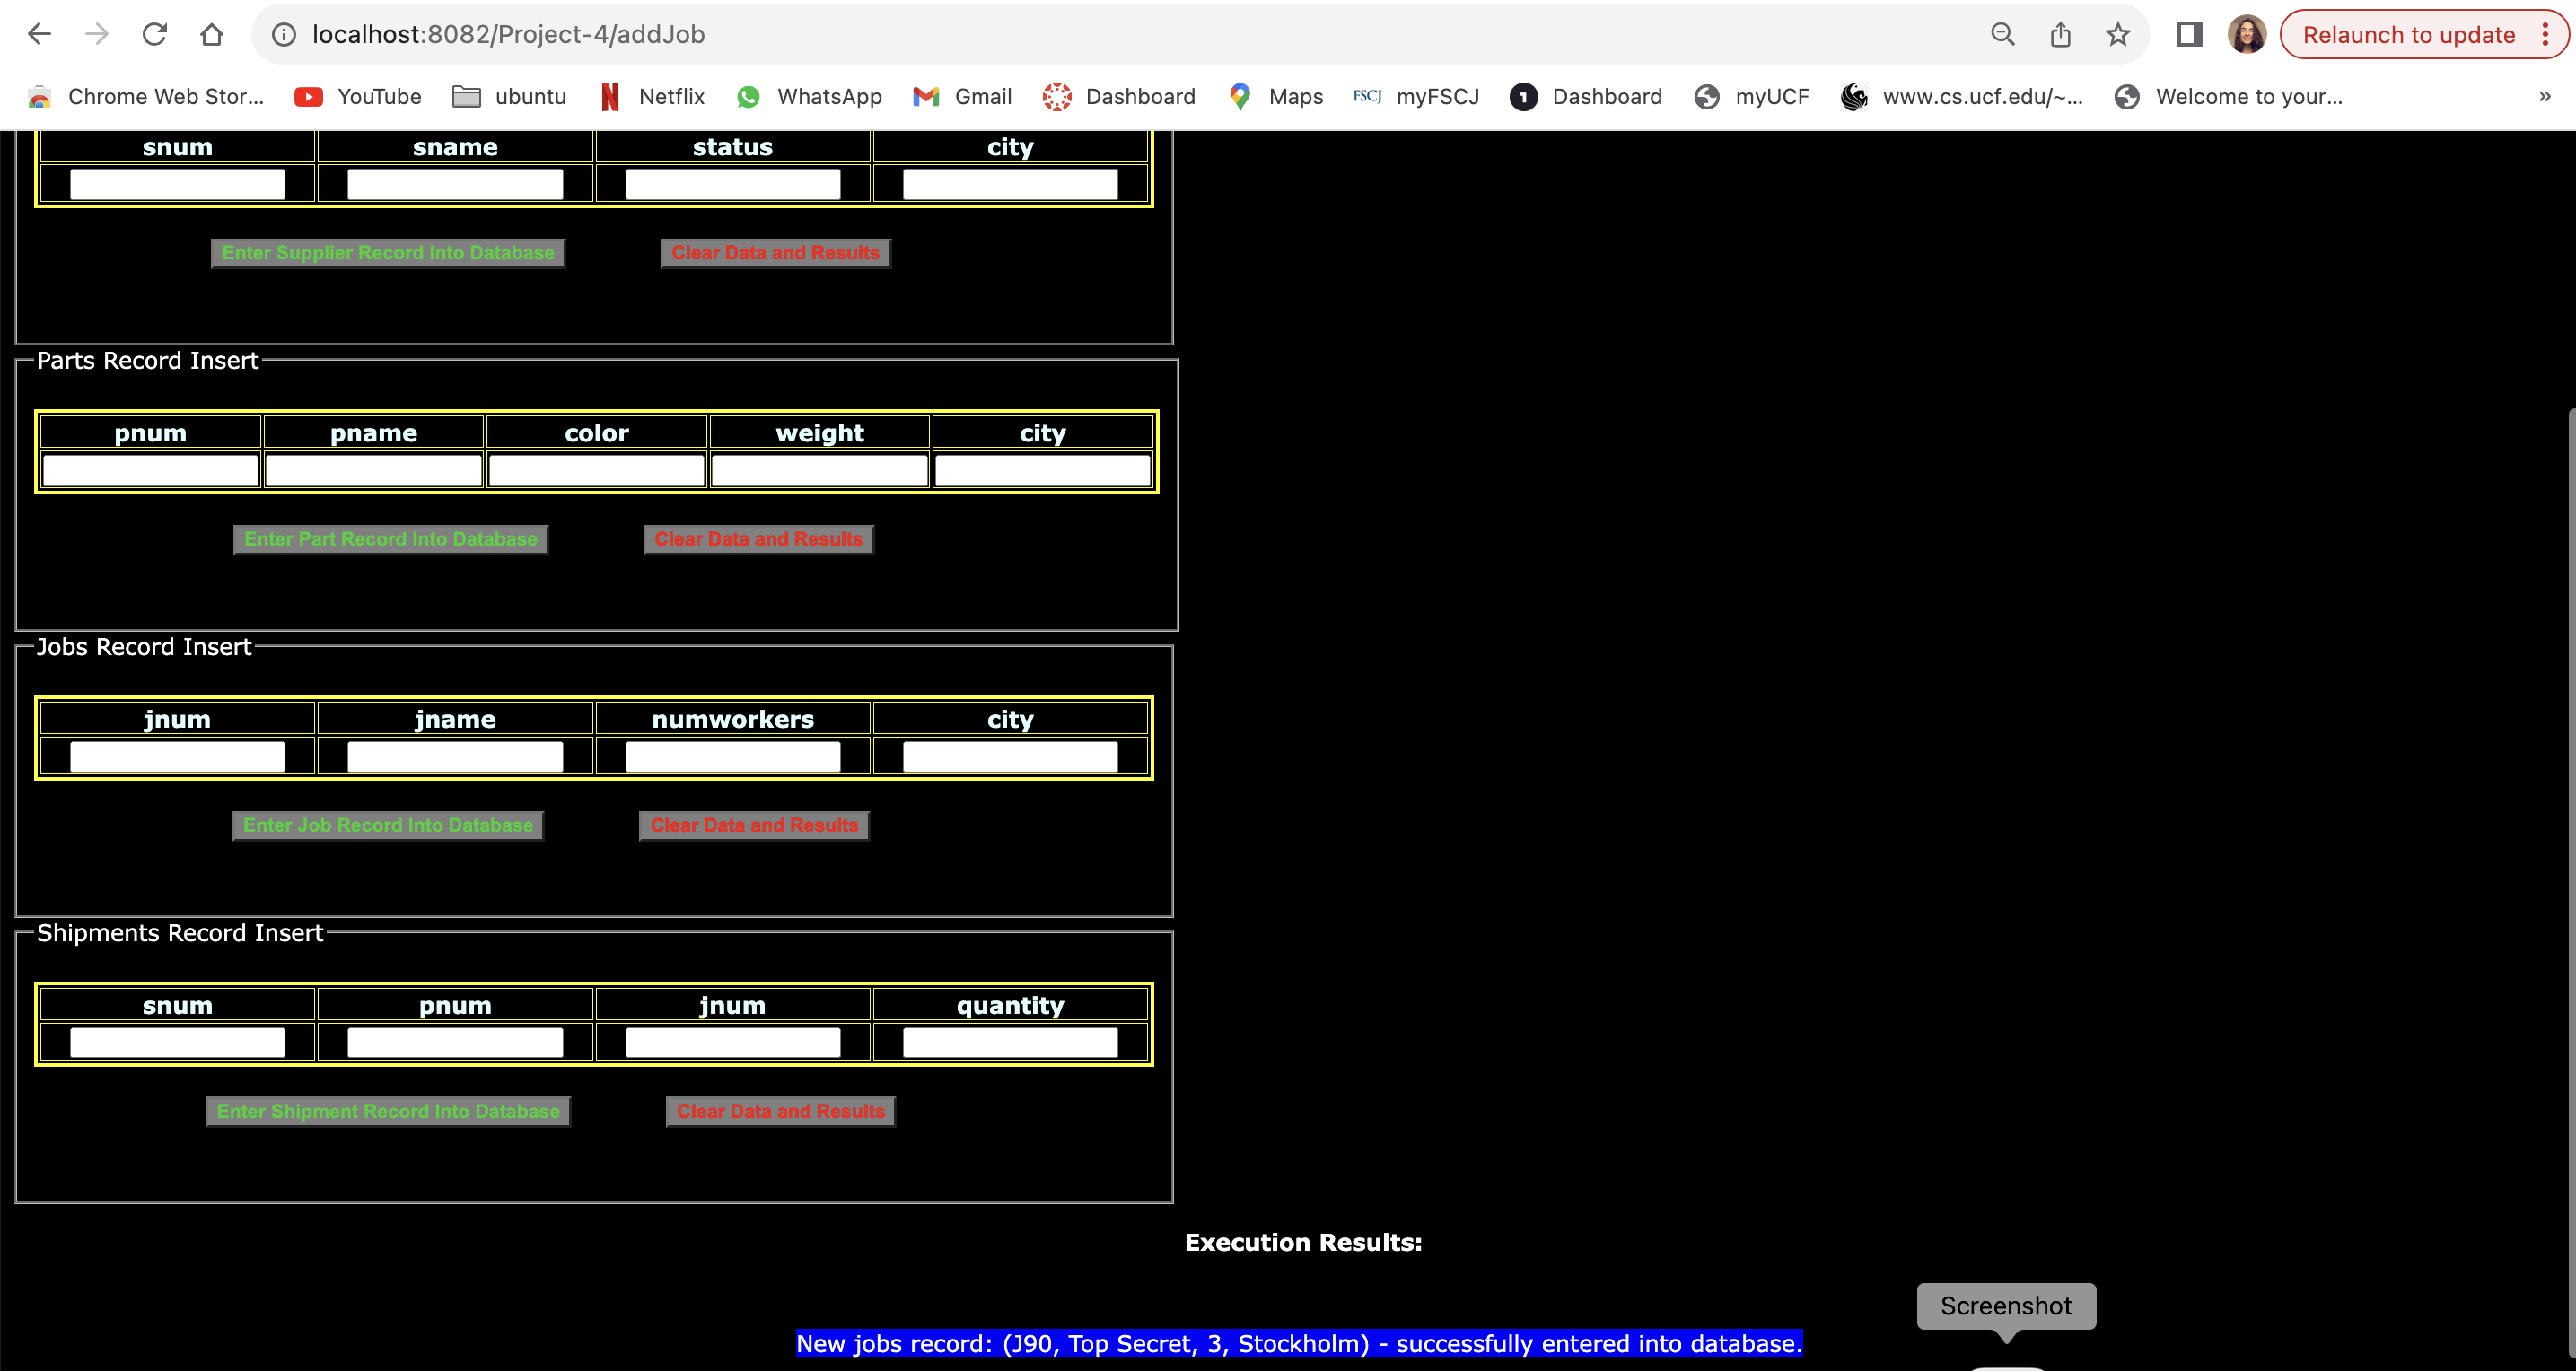 localhost:8082/Project-4/addJob
Relaunch to update
Chrome Web Stor... YouTube ubuntu Netflix WhatsApp Gmail Dashboard Maps FSCJ myFSCJ 1 Dashboard myUCF www.cs.ucf.edu/~... Welcome to your... »
snum sname status city
Enter Supplier Record Into Database Clear Data and Results
Parts Record Insert
pnum pname color weight city
Enter Part Record Into Database Clear Data and Results
Jobs Record Insert
jnum jname numworkers city
Enter Job Record Into Database Clear Data and Results
Shipments Record Insert
snum pnum jnum quantity
Enter Shipment Record Into Database Clear Data and Results
Execution Results:
Screenshot
New jobs record: (J90, Top Secret, 3, Stockholm) - successfully entered into database.